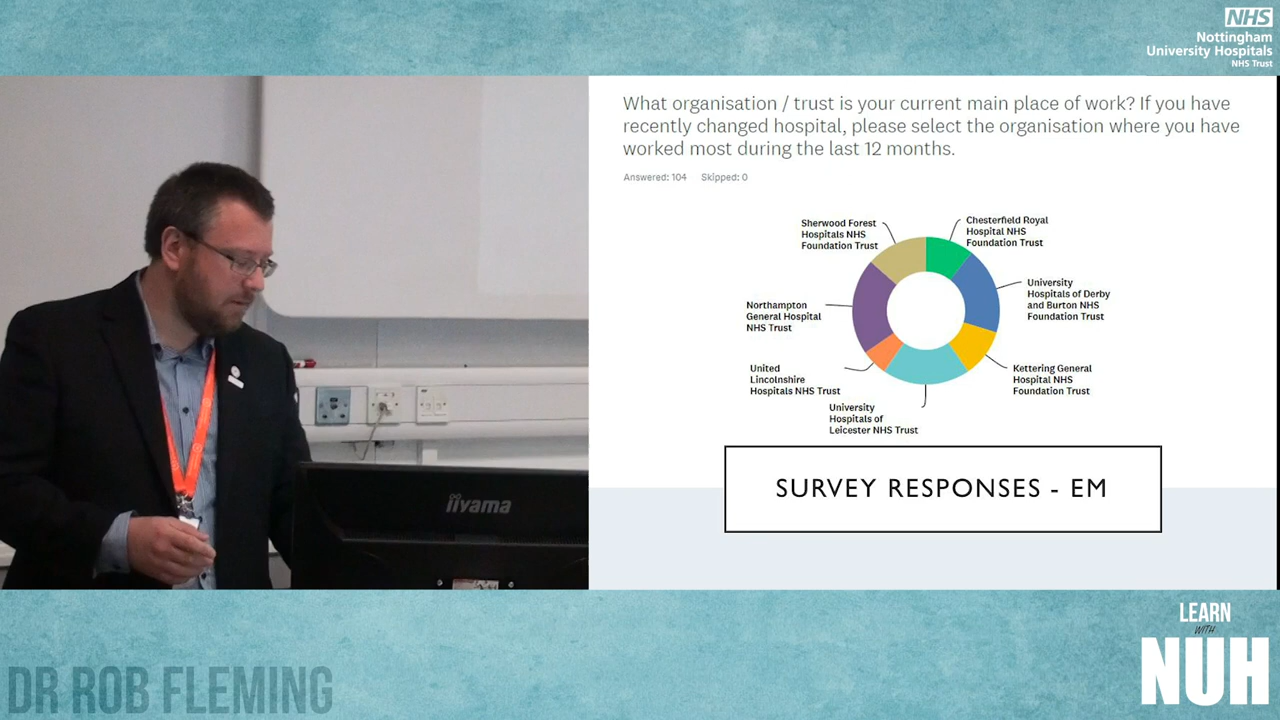 NHS
Nottingham
University Hospitals
NHS Trust
What organisation / trust is your current main place of work? If you have
recently changed hospital, please select the organisation where you have
worked most during the last 12 months.
Answered: 104 Skipped: 0
Sherwood Forest
Hospitals NHS
Foundation Trust
Chesterfield Royal
Hospital NHS
Foundation Trust
University
Hospitals of Derby
and Burton NHS
Foundation Trust
Northampton
General Hospital
NHS Trust
Kettering General
Hospital NHS
Foundation Trust
United
Lincolnshire
Hospitals NHS Trust
University
Hospitals of
Leicester NHS Trust
SURVEY RESPONSES - EM
iiyama
LEARN
WITH
NUH
DR ROB FLEMING